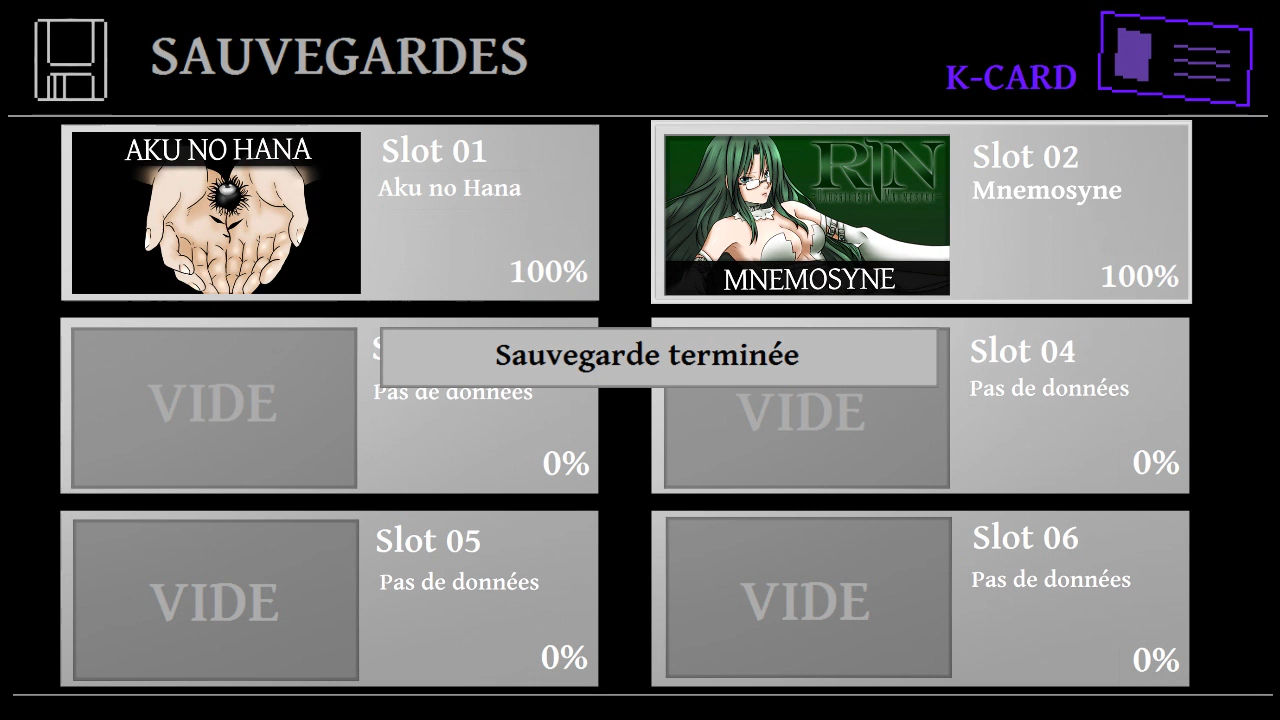 SAUVEGARDES
K-CARD
AKU NO HANA
Slot 01
Aku no Hana
100%
RIN
MNEMOSYNE
Slot 02
Mnemosyne
100%
VIDE
Pas de données
0%
Sauvegarde terminée
VIDE
Slot 04
Pas de données
0%
VIDE
Slot 05
Pas de données
0%
VIDE
Slot 06
Pas de données
0%